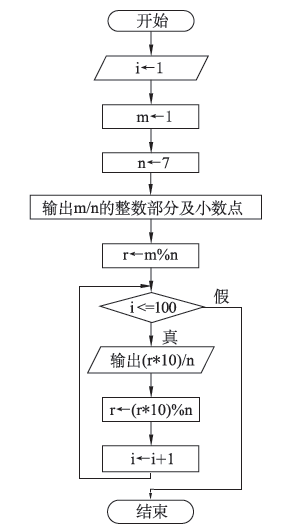 开始
i←1
m←1
n←7
输出m/n的整数部分及小数点
r←m%n
i<=100
假
真
输出(r*10)/n
r←(r*10)%n
i←i+1
结束